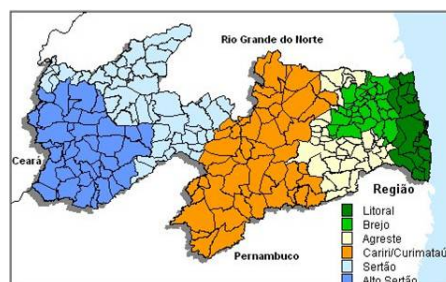 Rio Grande do Norte
Ceará
Pernambuco
Região
Litoral
Brejo
Agreste
Cariri/Curimataú
Sertão
Alto Sertão